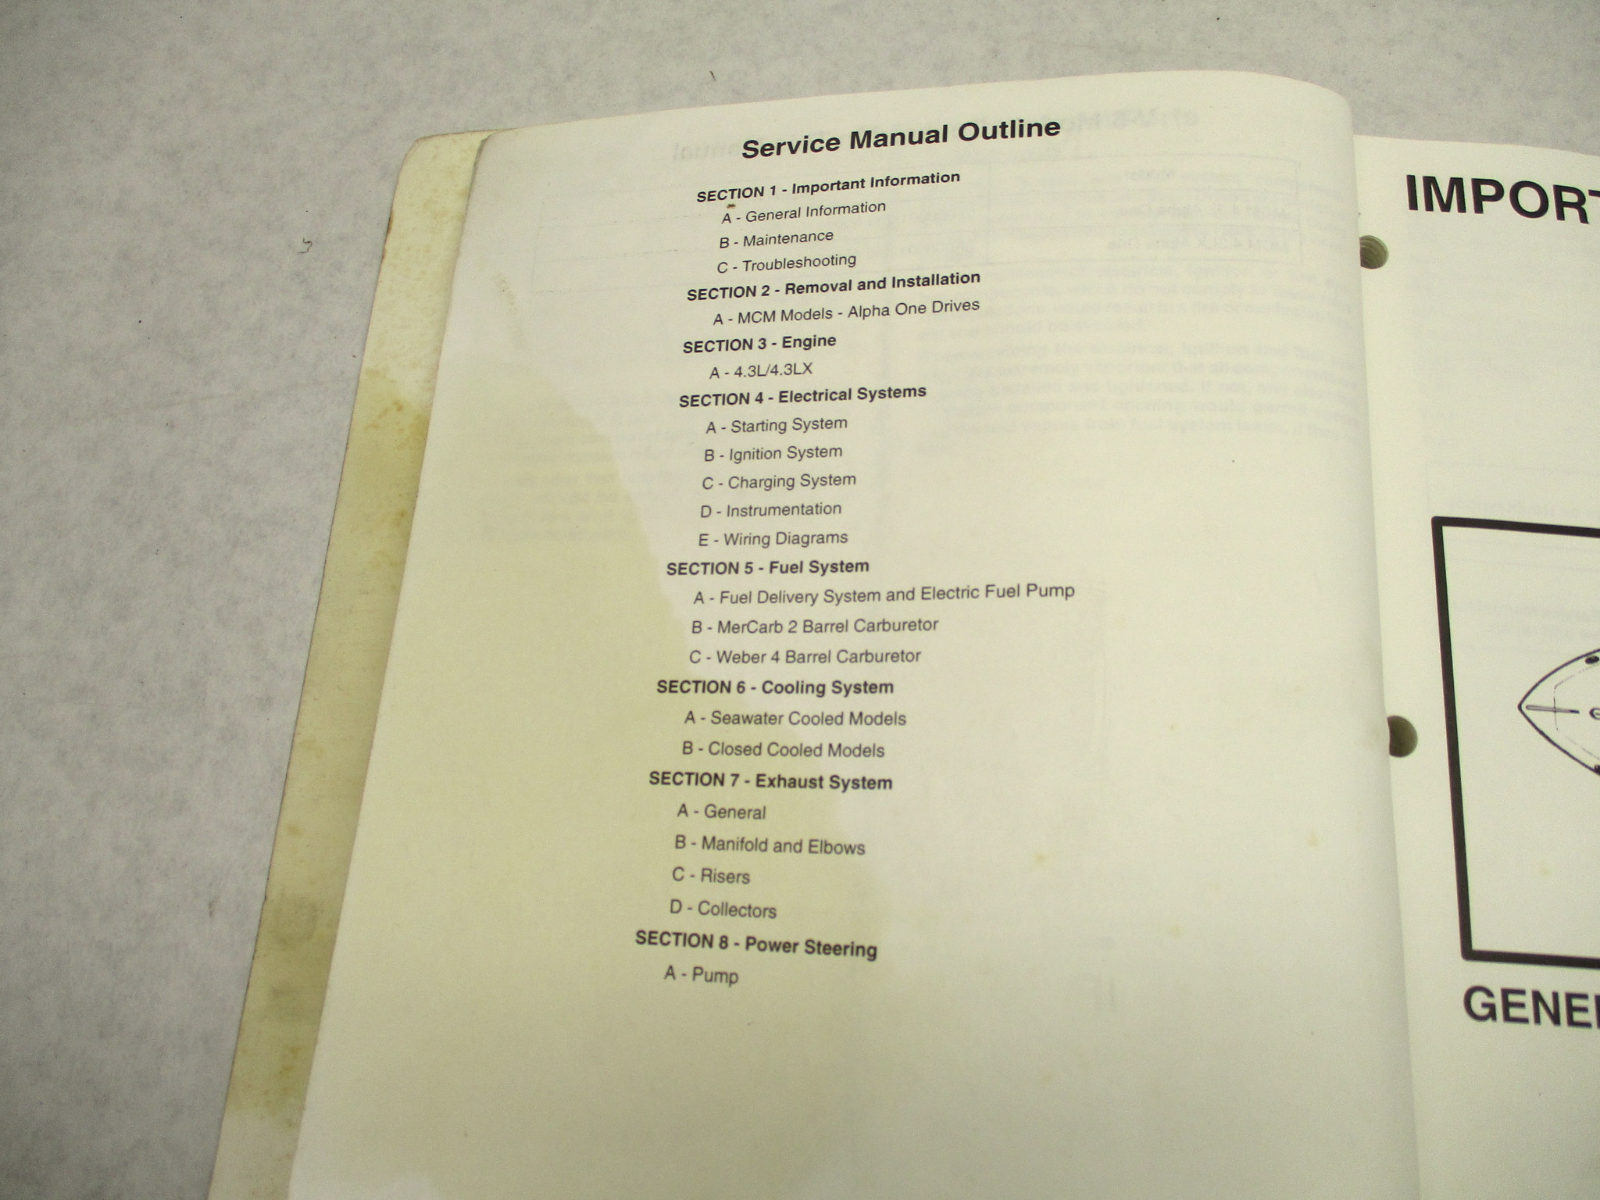 Service Manual Outline
SECTION 1 - Important Information
A - General Information
B - Maintenance
C - Troubleshooting
SECTION 2 - Removal and Installation
A - MCM Models - Alpha One Drives
SECTION 3 - Engine
A - 4.3L/4.3LX
SECTION 4 - Electrical Systems
A - Starting System
B - Ignition System
C - Charging System
D - Instrumentation
E - Wiring Diagrams
SECTION 5 - Fuel System
A - Fuel Delivery System and Electric Fuel Pump
B - MerCarb 2 Barrel Carburetor
C - Weber 4 Barrel Carburetor
SECTION 6 - Cooling System
A - Seawater Cooled Models
B - Closed Cooled Models
SECTION 7 - Exhaust System
A - General
B - Manifold and Elbows
C - Risers
D - Collectors
SECTION 8 - Power Steering
A - Pump
IMPORT
GENE